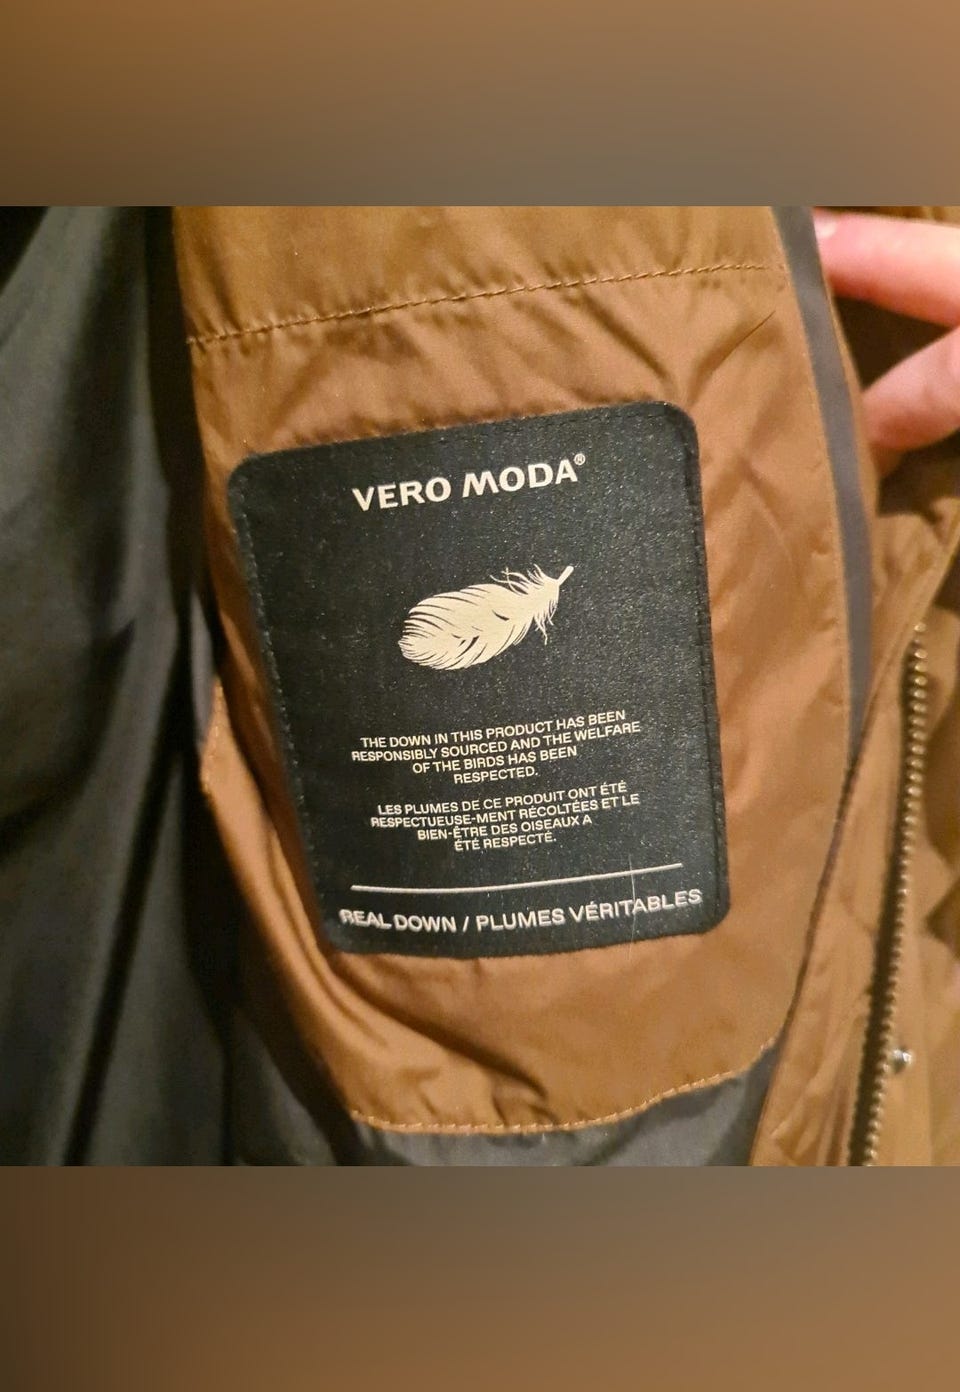 VERO MODA®
THE DOWN IN THIS PRODUCT HAS BEEN
RESPONSIBLY SOURCED AND THE WELFARE
OF THE BIRDS HAS BEEN
RESPECTED.
LES PLUMES DE CE PRODUIT ONT ÉTÉ
RESPECTUEUSE-MENT RÉCOLTÉES ET LE
BIEN-ÊTRE DES OISEAUX A
ÉTÉ RESPECTÉ.
REAL DOWN / PLUMES VÉRITABLES